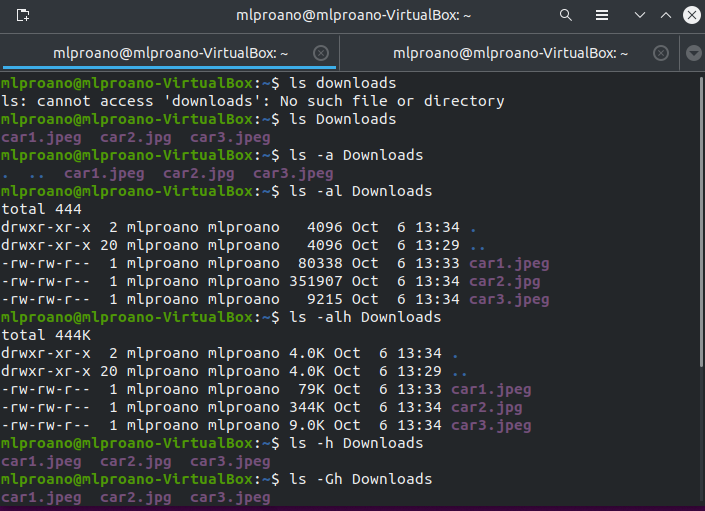 mlproano@mlproano-VirtualBox: ~
mlproano@mlproano-VirtualBox: ~
mlproano@mlproano-VirtualBox: ~
mlproano@mlproano-VirtualBox:~$ ls downloads
ls: cannot access 'downloads': No such file or directory
mlproano@mlproano-VirtualBox:~$ ls Downloads
car1.jpeg  car2.jpg  car3.jpeg
mlproano@mlproano-VirtualBox:~$ ls -a Downloads
.  ..  car1.jpeg  car2.jpg  car3.jpeg
mlproano@mlproano-VirtualBox:~$ ls -al Downloads
total 444
drwxr-xr-x  2 mlproano mlproano   4096 Oct  6 13:34 .
drwxr-xr-x 20 mlproano mlproano   4096 Oct  6 13:29 ..
-rw-rw-r--  1 mlproano mlproano  80338 Oct  6 13:33 car1.jpeg
-rw-rw-r--  1 mlproano mlproano 351907 Oct  6 13:34 car2.jpg
-rw-rw-r--  1 mlproano mlproano   9215 Oct  6 13:34 car3.jpeg
mlproano@mlproano-VirtualBox:~$ ls -alh Downloads
total 444K
drwxr-xr-x  2 mlproano mlproano 4.0K Oct  6 13:34 .
drwxr-xr-x 20 mlproano mlproano 4.0K Oct  6 13:29 ..
-rw-rw-r--  1 mlproano mlproano  79K Oct  6 13:33 car1.jpeg
-rw-rw-r--  1 mlproano mlproano 344K Oct  6 13:34 car2.jpg
-rw-rw-r--  1 mlproano mlproano 9.0K Oct  6 13:34 car3.jpeg
mlproano@mlproano-VirtualBox:~$ ls -h Downloads
car1.jpeg  car2.jpg  car3.jpeg
mlproano@mlproano-VirtualBox:~$ ls -Gh Downloads
car1.jpeg  car2.jpg  car3.jpeg